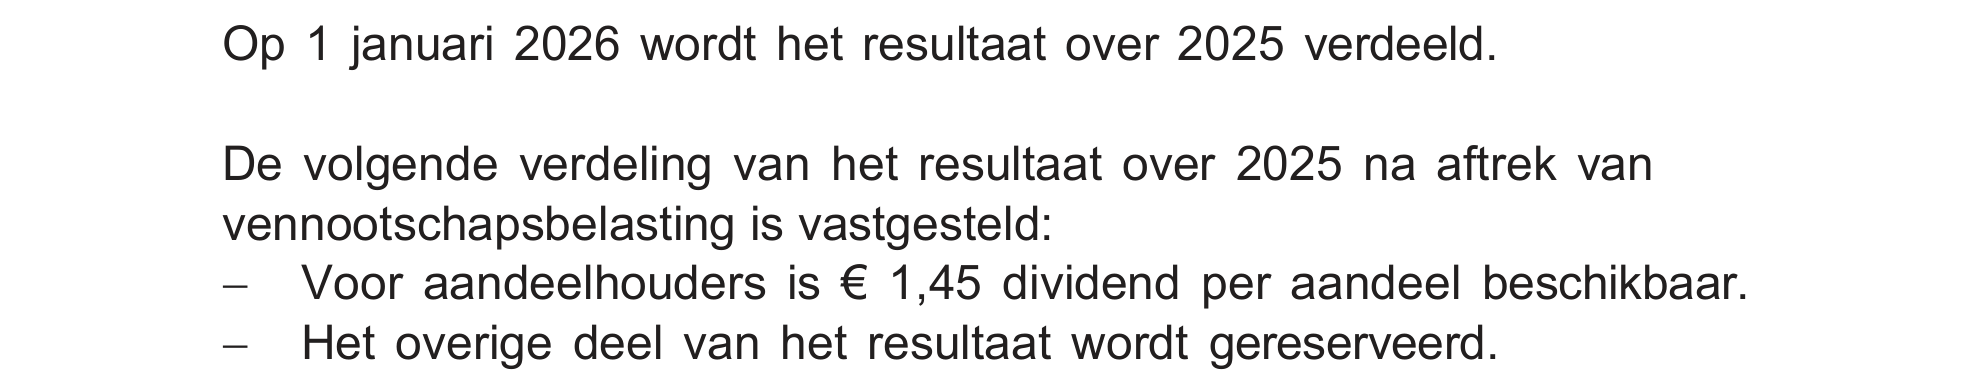 Op 1 januari 2026 wordt het resultaat over 2025 verdeeld.
De volgende verdeling van het resultaat over 2025 na aftrek van
vennootschapsbelasting is vastgesteld:
– Voor aandeelhouders is € 1,45 dividend per aandeel beschikbaar.
– Het overige deel van het resultaat wordt gereserveerd.